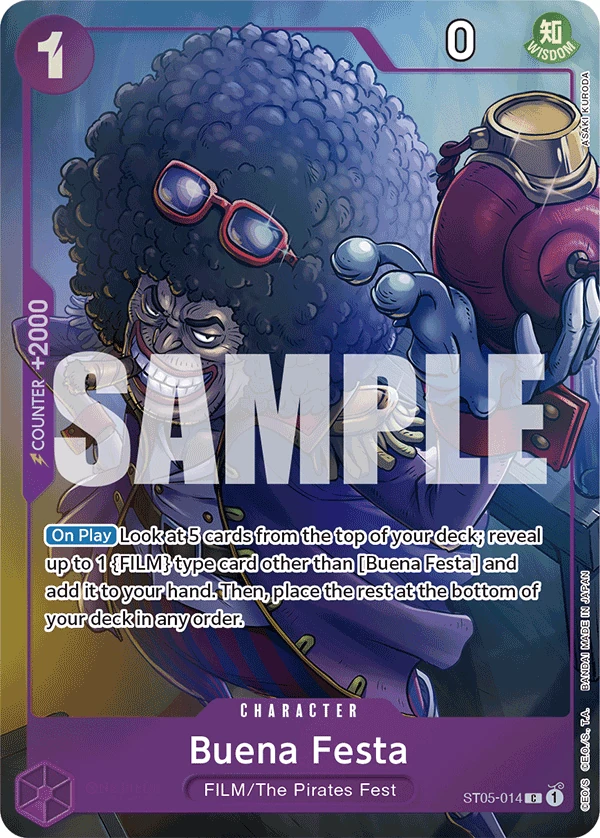 1
0
知
WISDOM
ASAKI KURODA
COUNTER +2000
SAMPLE
On Play Look at 5 cards from the top of your deck; reveal
up to 1 {FILM} type card other than [Buena Festa] and
add it to your hand. Then, place the rest at the bottom of
your deck in any order.
CHARACTER
Buena Festa
FILM/The Pirates Fest
ST05-014 C 1
©EO/S ©E.O./S., T.A. BANDAI MADE IN JAPAN